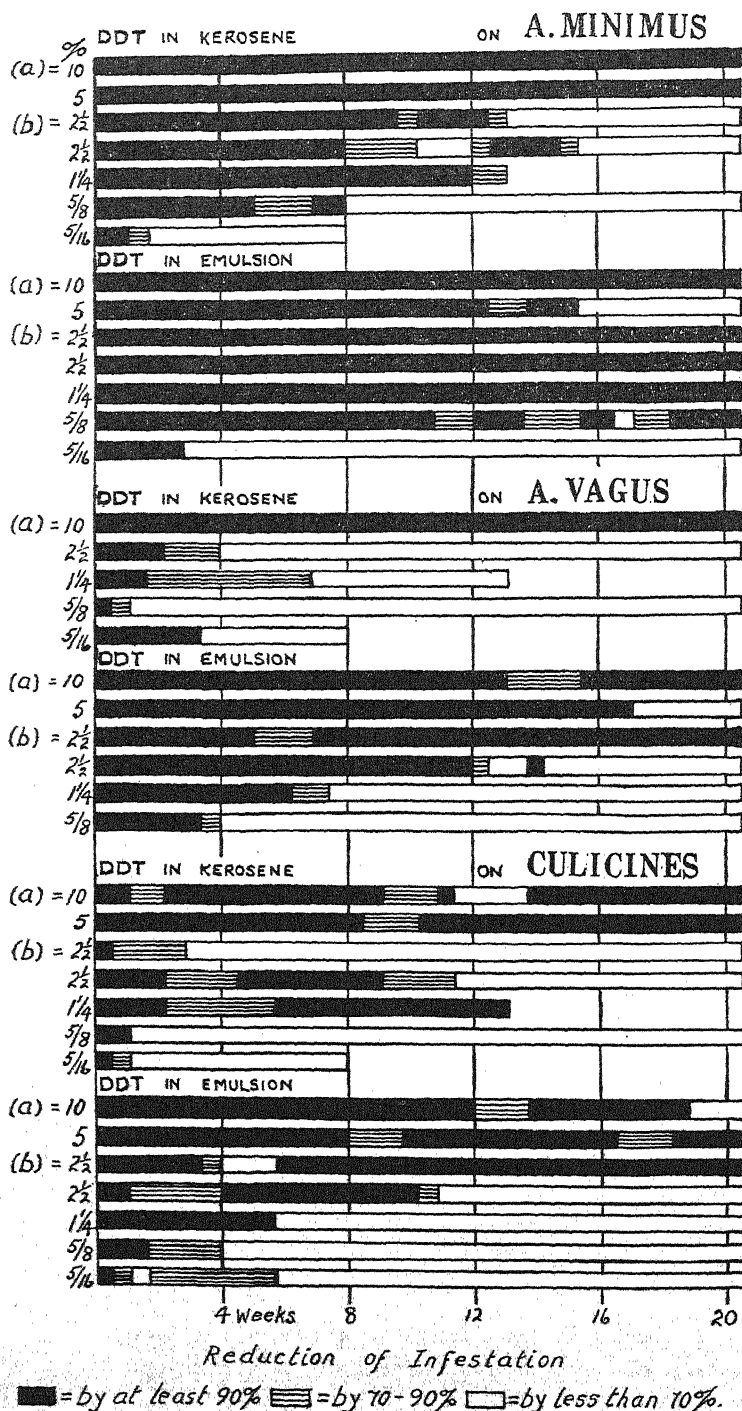 DDT IN KEROSENE ON A. MINIMUS
%
(a) = 10
5
(b) = 2½
2½
1¼
5/8
5/16
DDT IN EMULSION
(a) = 10
5
(b) = 2½
2½
1¼
5/8
5/16
DDT IN KEROSENE ON A. VAGUS
(a) = 10
2½
1¼
5/8
5/16
DDT IN EMULSION
(a) = 10
5
(b) = 2½
2½
1¼
5/8
DDT IN KEROSENE ON CULICINES
(a) = 10
5
(b) = 2½
2½
1¼
5/8
5/16
DDT IN EMULSION
(a) = 10
5
(b) = 2½
2½
1¼
5/8
5/16
4 Weeks 8 12 16 20
Reduction of Infestation
= by at least 90% = by 70-90% = by less than 70%.